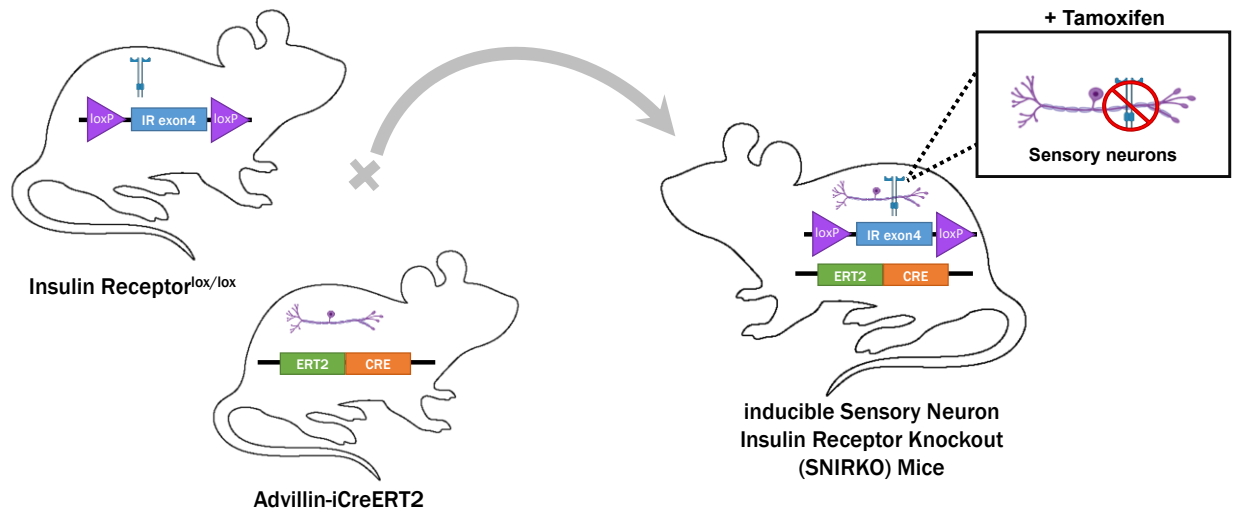 loxP
IR exon4
loxP
Insulin Receptorlox/lox
ERT2
CRE
Advillin-iCreERT2
+ Tamoxifen
Sensory neurons
loxP
IR exon4
loxP
ERT2
CRE
inducible Sensory Neuron
Insulin Receptor Knockout
(SNIRKO) Mice